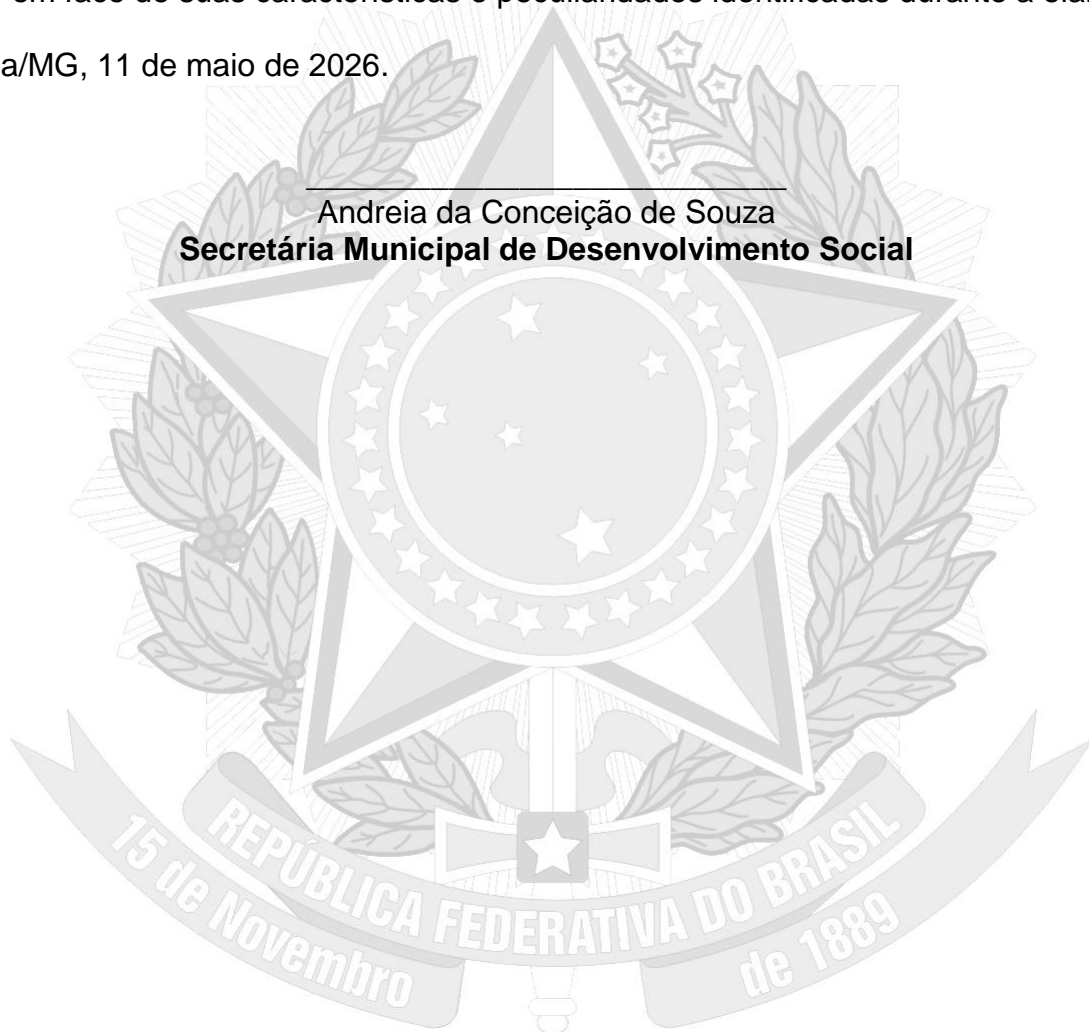 em face de suas características e peculiaridades identificadas durante a
a/MG, 11 de maio de 2026.
Andreia da Conceição de Souza
Secretária Municipal de Desenvolvimento Social
REPÚBLICA FEDERATIVA DO BRASIL
15 de Novembro de 1889